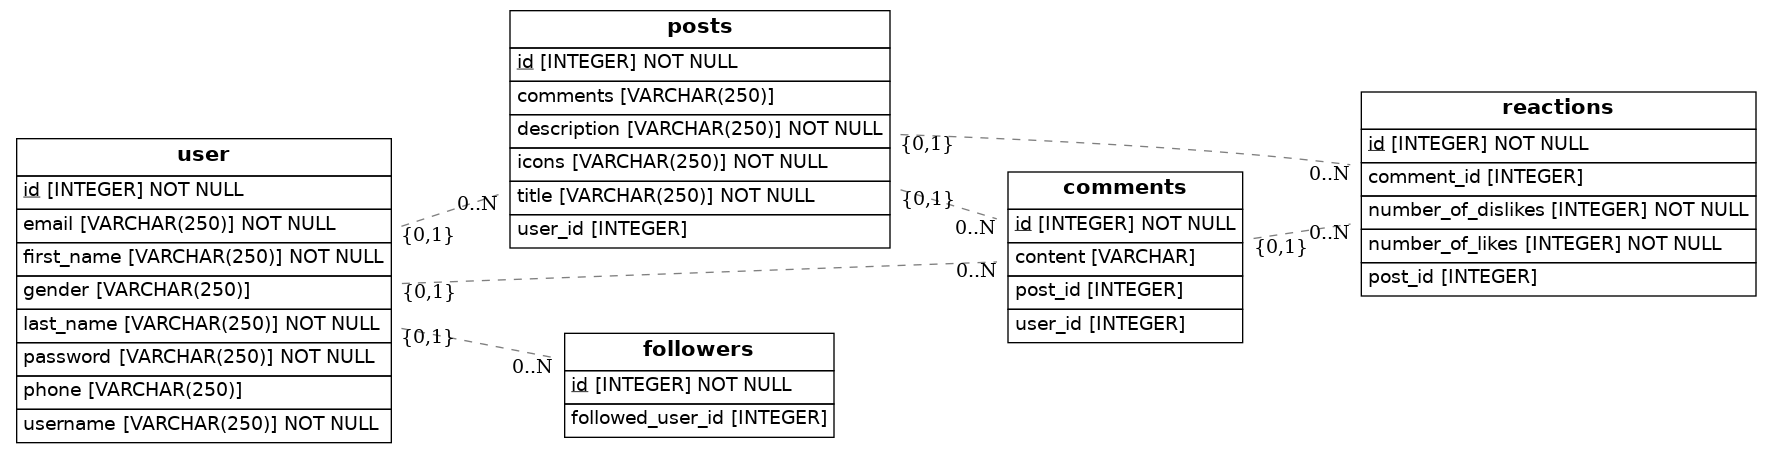 posts
id [INTEGER] NOT NULL
comments [VARCHAR(250)]
description [VARCHAR(250)] NOT NULL
icons [VARCHAR(250)] NOT NULL
title [VARCHAR(250)] NOT NULL
user_id [INTEGER]
user
id [INTEGER] NOT NULL
email [VARCHAR(250)] NOT NULL
first_name [VARCHAR(250)] NOT NULL
gender [VARCHAR(250)]
last_name [VARCHAR(250)] NOT NULL
password [VARCHAR(250)] NOT NULL
phone [VARCHAR(250)]
username [VARCHAR(250)] NOT NULL
0..N
{0,1}
{0,1}
0..N
{0,1}
0..N
followers
id [INTEGER] NOT NULL
followed_user_id [INTEGER]
{0,1}
0..N
{0,1}
0..N
comments
id [INTEGER] NOT NULL
content [VARCHAR]
post_id [INTEGER]
user_id [INTEGER]
{0,1}
0..N
reactions
id [INTEGER] NOT NULL
comment_id [INTEGER]
number_of_dislikes [INTEGER] NOT NULL
number_of_likes [INTEGER] NOT NULL
post_id [INTEGER]